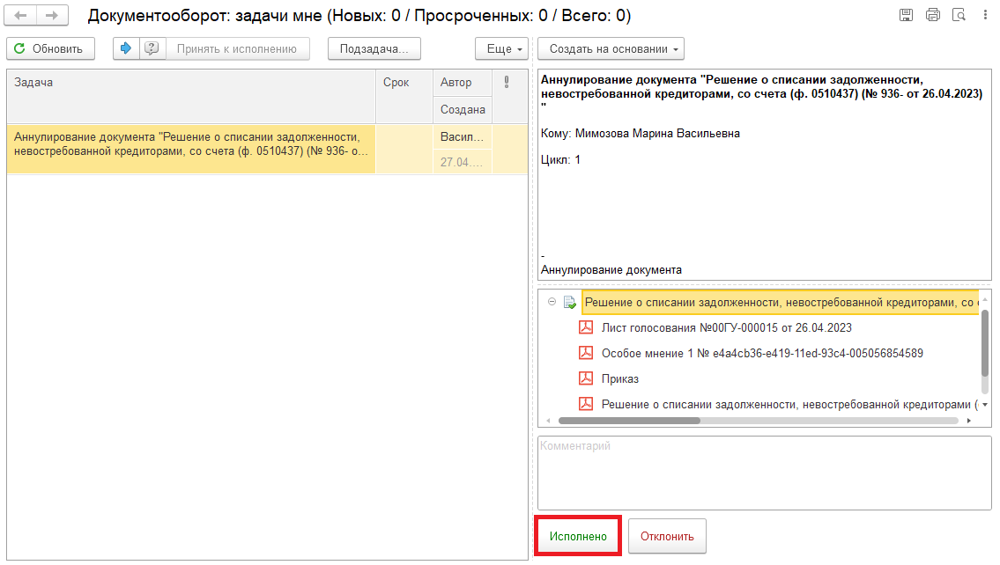 Документооборот: задачи мне (Новых: 0 / Просроченных: 0 / Всего: 0)
Обновить
Принять к исполнению
Подзадача...
Еще
Создать на основании
Задача
Срок
Автор
Создана
Аннулирование документа "Решение о списании задолженности,
невостребованной кредиторами, со счета (ф. 0510437) (№ 936- о...
Васил...
27.04....
Аннулирование документа "Решение о списании задолженности,
невостребованной кредиторами, со счета (ф. 0510437) (№ 936- от 26.04.2023)
"
Кому: Мимозова Марина Васильевна
Цикл: 1
-
Аннулирование документа
Решение о списании задолженности, невостребованной кредиторами, со
Лист голосования №00ГУ-000015 от 26.04.2023
Особое мнение 1 № e4a4cb36-e419-11ed-93c4-005056854589
Приказ
Решение о списании задолженности, невостребованной кредиторами (
Комментарий
Исполнено
Отклонить